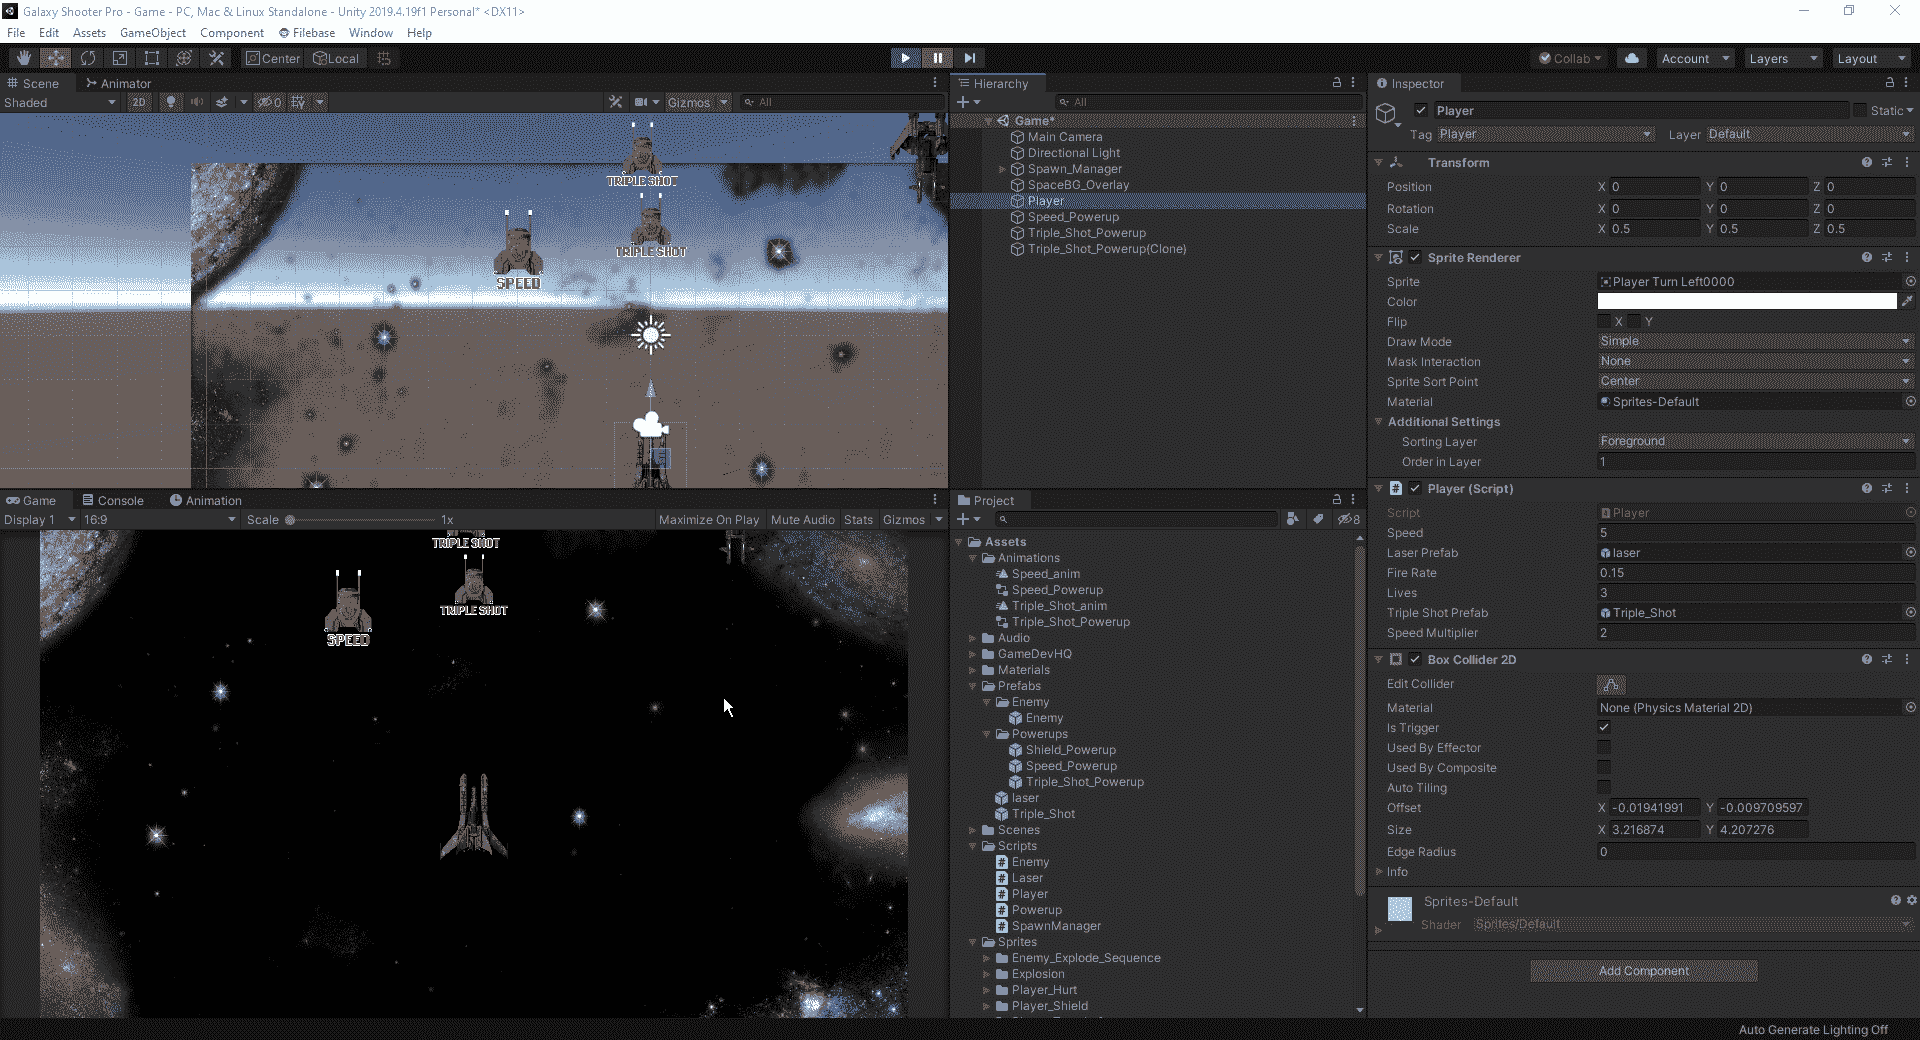 Galaxy Shooter Pro - Game - PC, Mac & Linux Standalone - Unity 2019.4.19f1 Personal* <DX11>
File Edit Assets GameObject Component Filebase Window Help
Center Local Collab Account Layers Layout
Scene Animator
Shaded 2D 0 Gizmos All
TRIPLE SHOT
TRIPLE SHOT
SPEED
Game Console Animation
Display 1 16:9 Scale 1x Maximize On Play Mute Audio Stats Gizmos
TRIPLE SHOT
TRIPLE SHOT
SPEED
Hierarchy
All
Game*
Main Camera
Directional Light
Spawn_Manager
SpaceBG_Overlay
Player
Speed_Powerup
Triple_Shot_Powerup
Triple_Shot_Powerup(Clone)
Project
8
Assets
Animations
Speed_anim
Speed_Powerup
Triple_Shot_anim
Triple_Shot_Powerup
Audio
GameDevHQ
Materials
Prefabs
Enemy
Enemy
Powerups
Shield_Powerup
Speed_Powerup
Triple_Shot_Powerup
laser
Triple_Shot
Scenes
Scripts
Enemy
Laser
Player
Powerup
SpawnManager
Sprites
Enemy_Explode_Sequence
Explosion
Player_Hurt
Player_Shield
Inspector
Player Static
Tag Player Layer Default
Transform
Position X 0 Y 0 Z 0
Rotation X 0 Y 0 Z 0
Scale X 0.5 Y 0.5 Z 0.5
Sprite Renderer
Sprite Player Turn Left0000
Color
Flip X Y
Draw Mode Simple
Mask Interaction None
Sprite Sort Point Center
Material Sprites-Default
Additional Settings
Sorting Layer Foreground
Order in Layer 1
Player (Script)
Script Player
Speed 5
Laser Prefab laser
Fire Rate 0.15
Lives 3
Triple Shot Prefab Triple_Shot
Speed Multiplier 2
Box Collider 2D
Edit Collider
Material None (Physics Material 2D)
Is Trigger
Used By Effector
Used By Composite
Auto Tiling
Offset X -0.01941991 Y -0.009709597
Size X 3.216874 Y 4.207276
Edge Radius 0
Info
Sprites-Default
Shader Sprites/Default
Add Component
Auto Generate Lighting Off